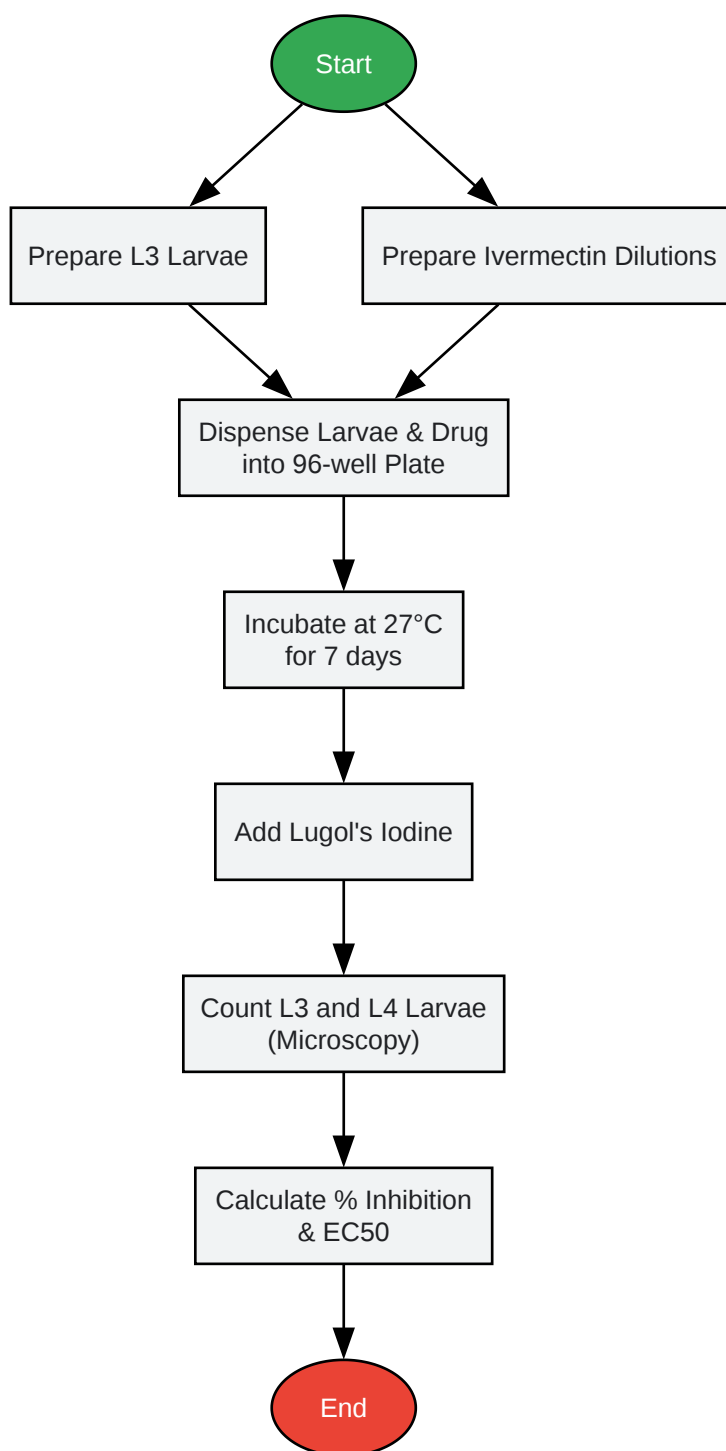 Start
Prepare L3 Larvae
Prepare Ivermectin Dilutions
Dispense Larvae & Drug
into 96-well Plate
Incubate at 27°C
for 7 days
Add Lugol's Iodine
Count L3 and L4 Larvae
(Microscopy)
Calculate % Inhibition
& EC50
End